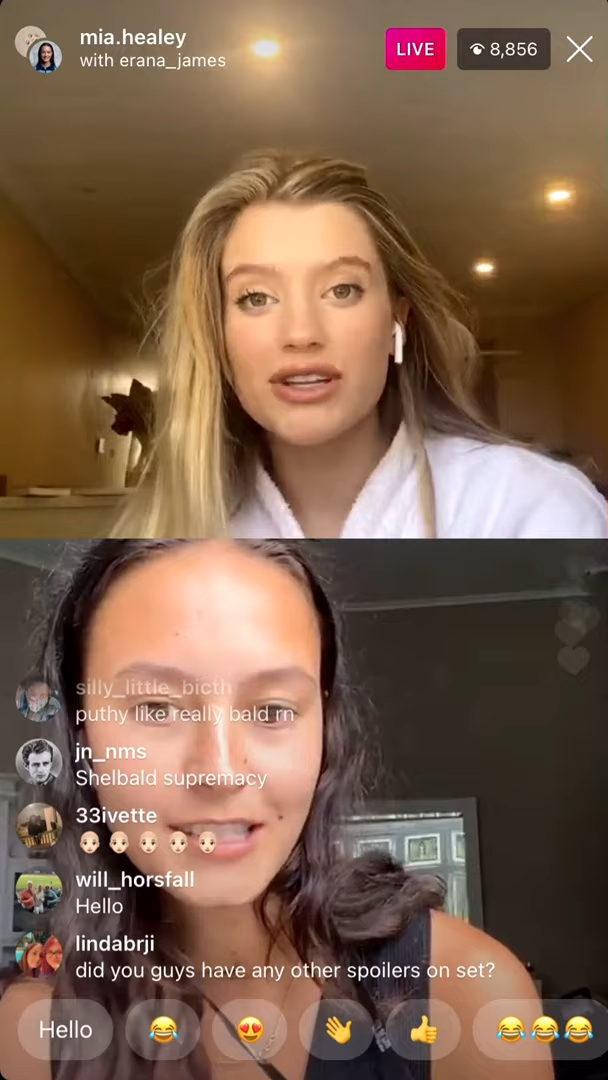 mia.healey
LIVE
8,856
with erana_james
silly_little_bicth
puthy like really bald rn
jn_nms
Shelbald supremacy
33ivette
👩🏻‍🦲👩🏻‍🦲👩🏻‍🦲👩🏻‍🦲👩🏻‍🦲
will_horsfall
Hello
lindabrji
did you guys have any other spoilers on set?
Hello 😂 😍 👋 👍 😂😂😂